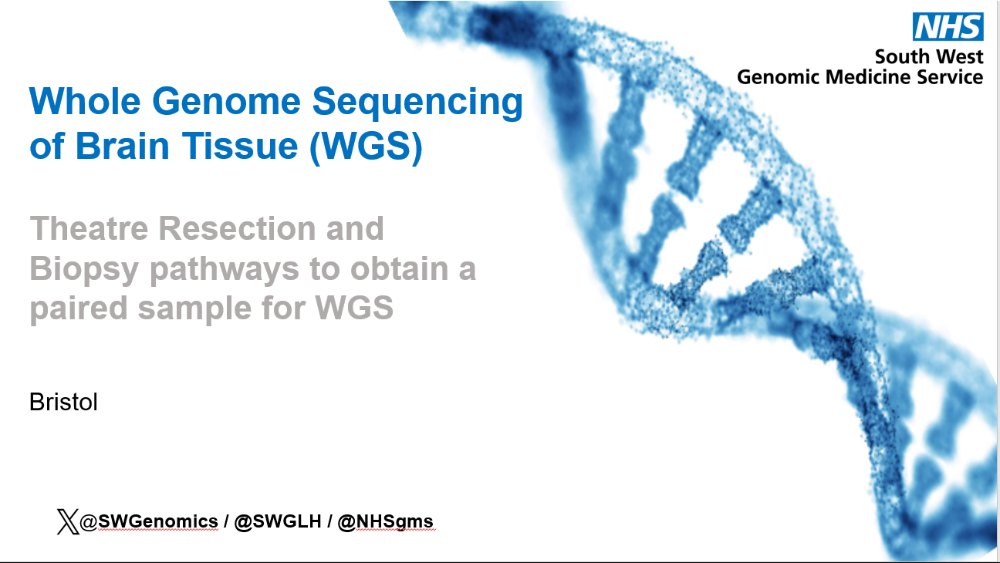 NHS
South West
Genomic Medicine Service
Whole Genome Sequencing
of Brain Tissue (WGS)
Theatre Resection and
Biopsy pathways to obtain a
paired sample for WGS
Bristol
@SWGenomics / @SWGLH / @NHSgms